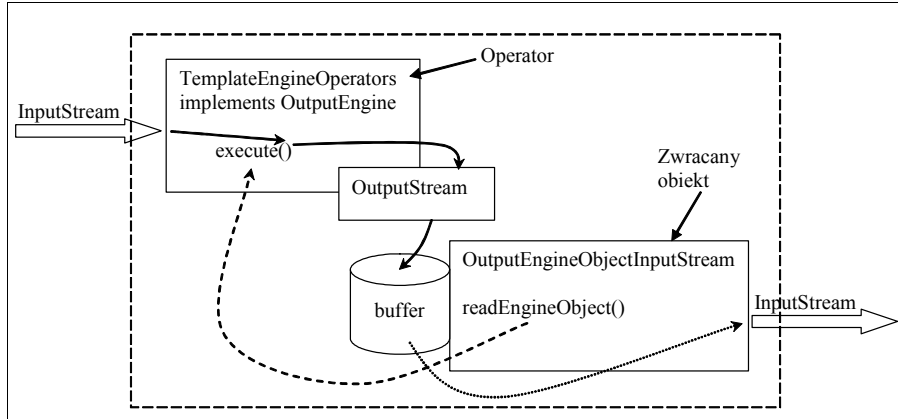 Operator
TemplateEngineOperators
implements OutputEngine
InputStream
execute()
Zwracany
obiekt
OutputStream
OutputEngineObjectInputStream
buffer
readEngineObject()
InputStream